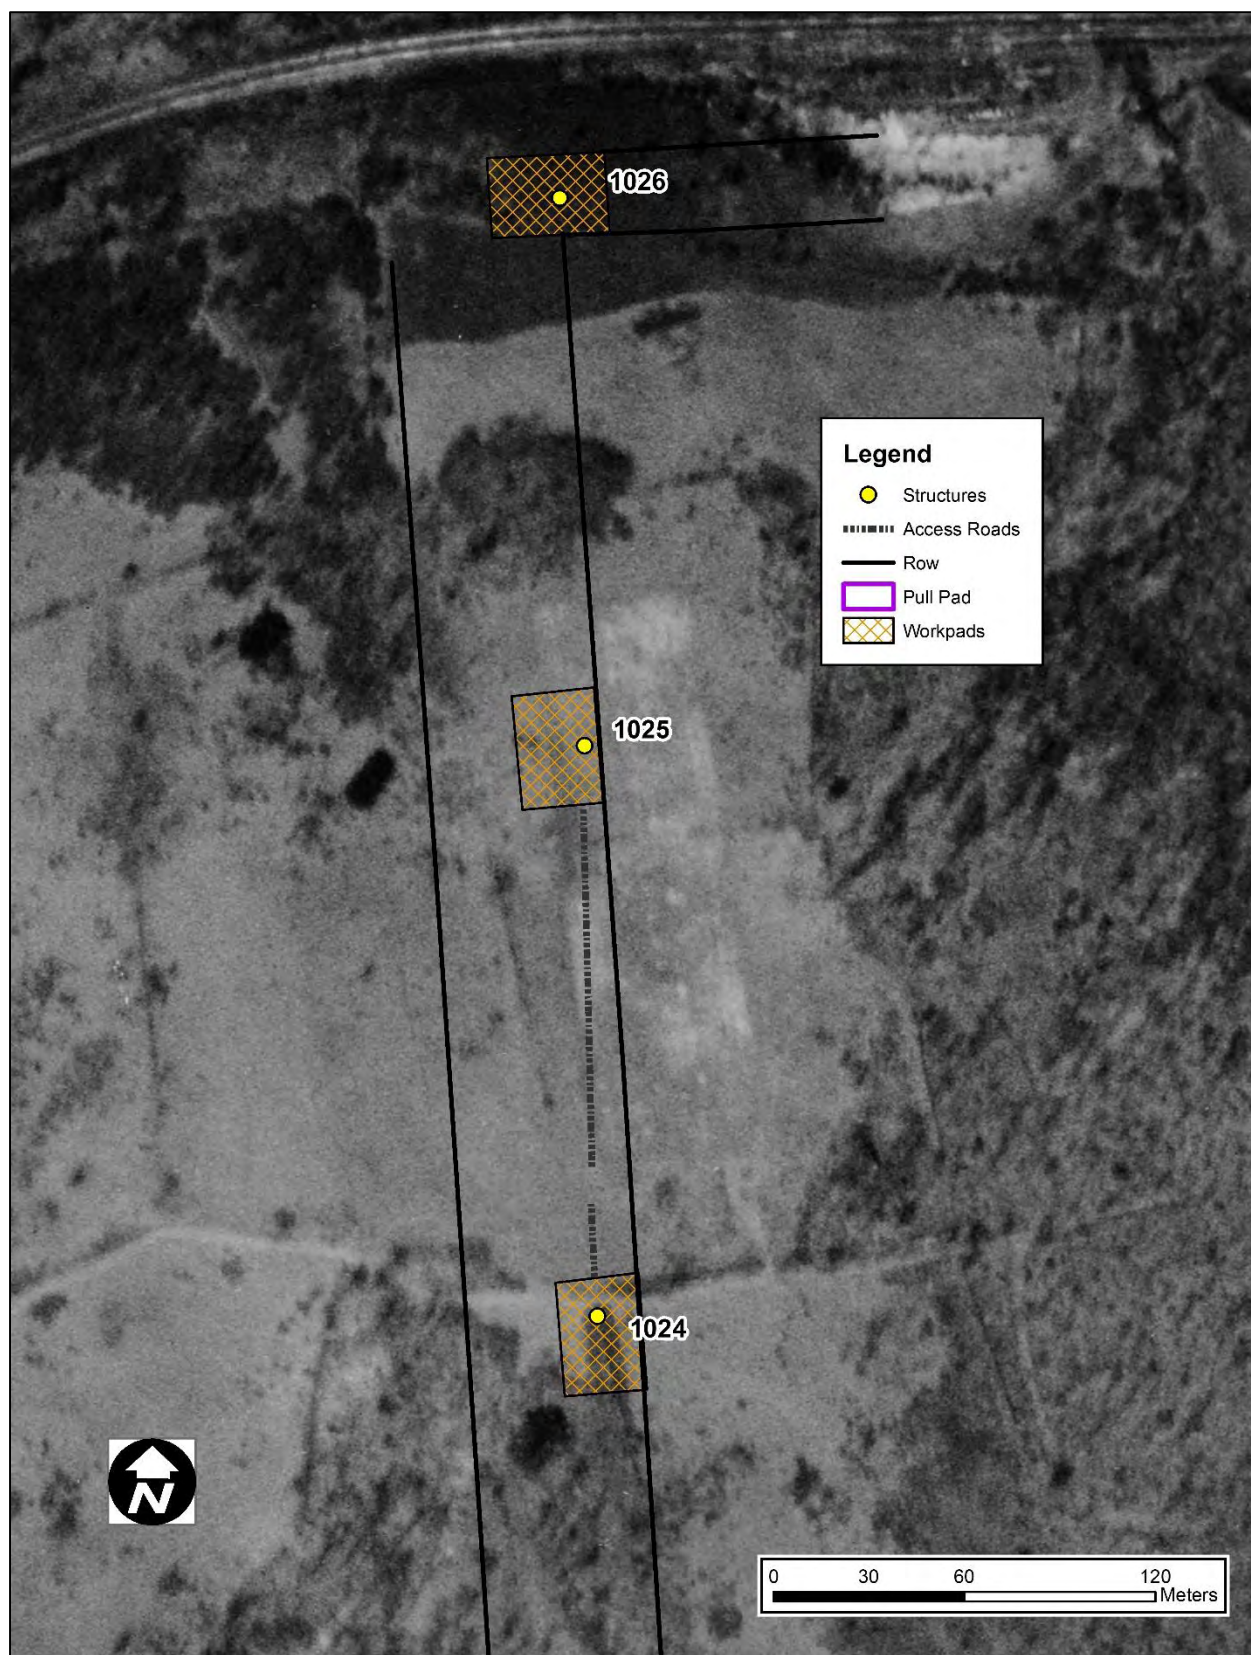 1026
Legend
Structures
Access Roads
Row
Pull Pad
Workpads
1025
1024
N
0 30 60 120
Meters